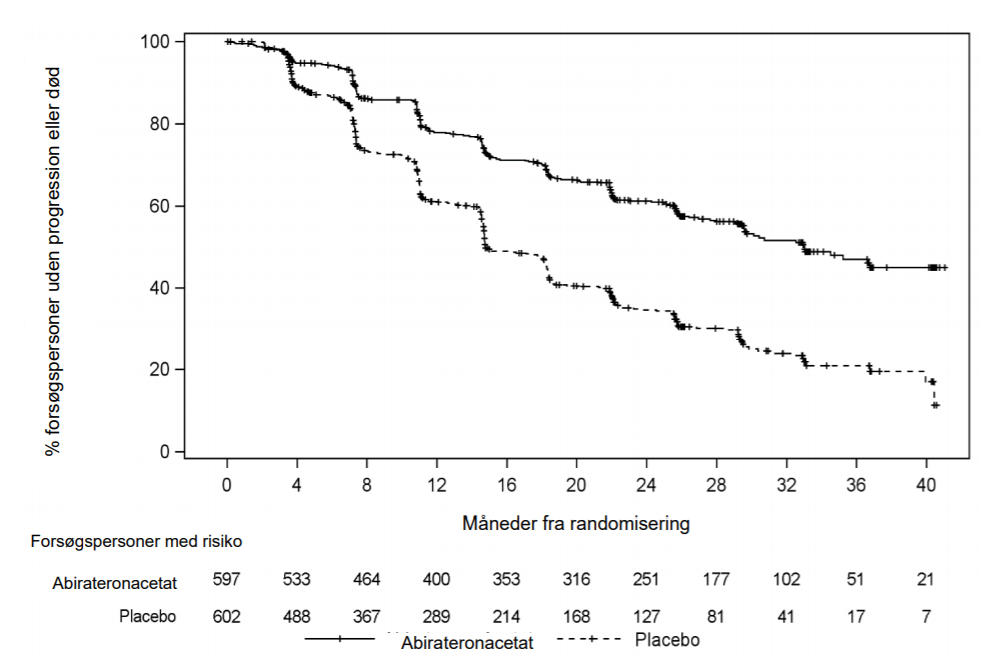 % forsøgspersoner uden progression eller død
100
80
60
40
20
0
0 4 8 12 16 20 24 28 32 36 40
Måneder fra randomisering
Forsøgspersoner med risiko
Abirateronacetat 597 533 464 400 353 316 251 177 102 51 21
Placebo 602 488 367 289 214 168 127 81 41 17 7
Abirateronacetat Placebo